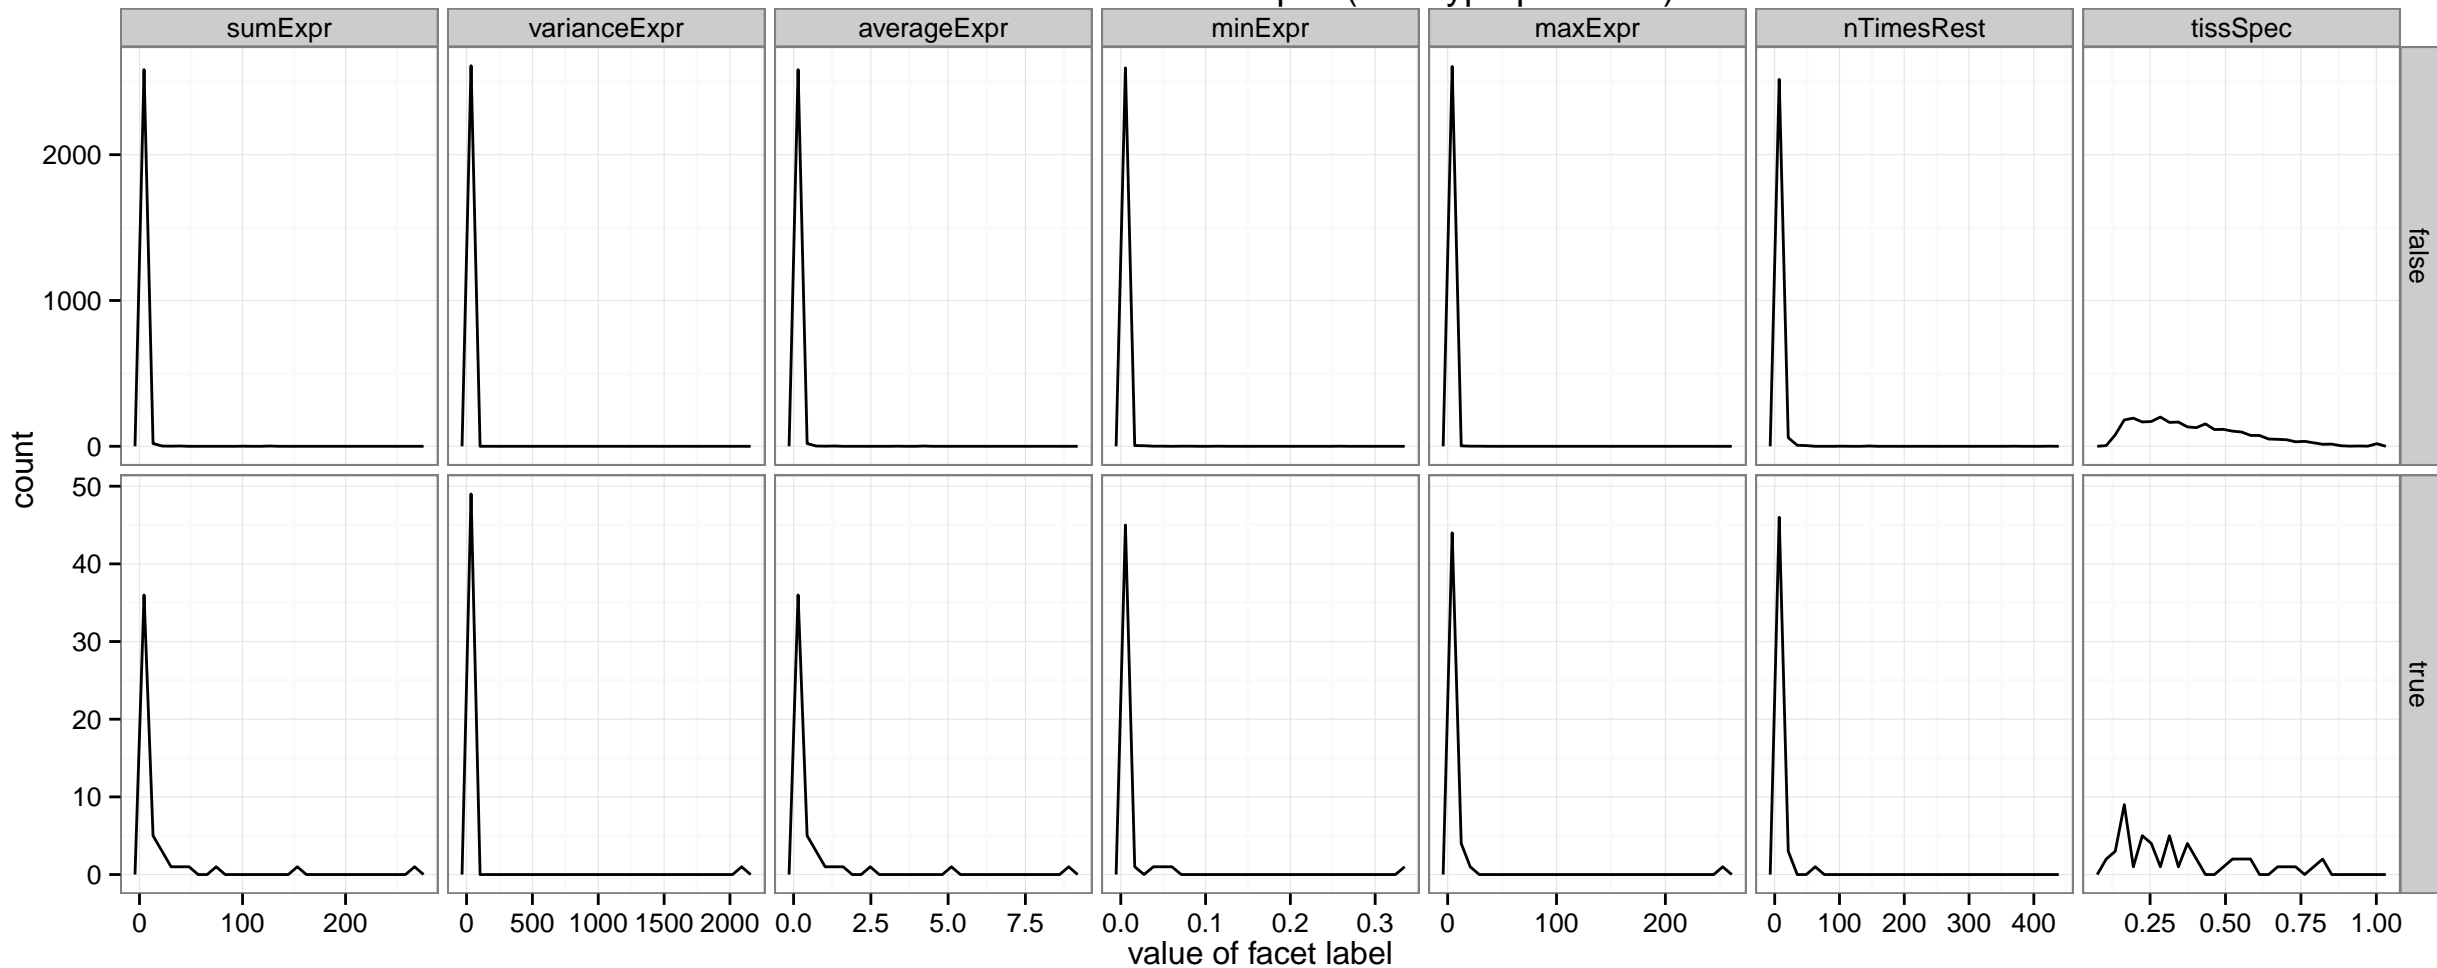 sumExpr varianceExpr averageExpr minExpr maxExpr nTimesRest tissSpec
2000
1000
0
false
count
50
40
30
20
10
0
true
0 100 200 0 500 1000 1500 2000 0.0 2.5 5.0 7.5 0.0 0.1 0.2 0.3 0 100 200 0 100 200 300 400 0.25 0.50 0.75 1.00
value of facet label